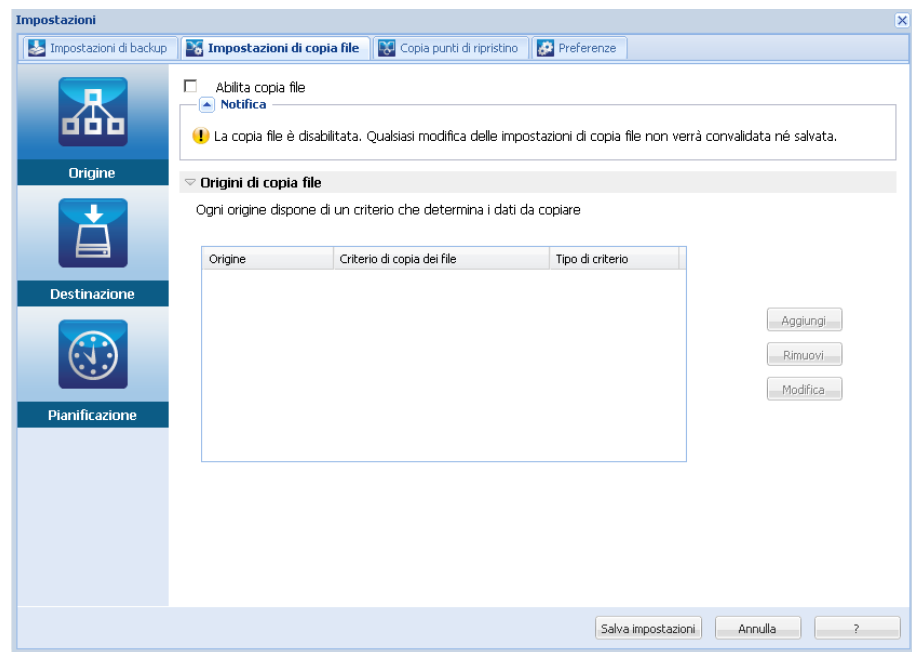 Impostazioni
Impostazioni di backup
Impostazioni di copia file
Copia punti di ripristino
Preferenze
Origine
Destinazione
Pianificazione
Abilita copia file
Notifica
La copia file è disabilitata. Qualsiasi modifica delle impostazioni di copia file non verrà convalidata né salvata.
Origini di copia file
Ogni origine dispone di un criterio che determina i dati da copiare
Origine Criterio di copia dei file Tipo di criterio
Aggiungi
Rimuovi
Modifica
Salva impostazioni Annulla ?